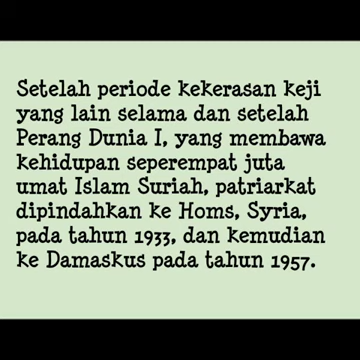 Setelah periode kekerasan keji
yang lain selama dan setelah
Perang Dunia I, yang membawa
kehidupan seperempat juta
umat Islam Suriah, patriarkat
dipindahkan ke Homs, Syria,
pada tahun 1933, dan kemudian
ke Damaskus pada tahun 1957.